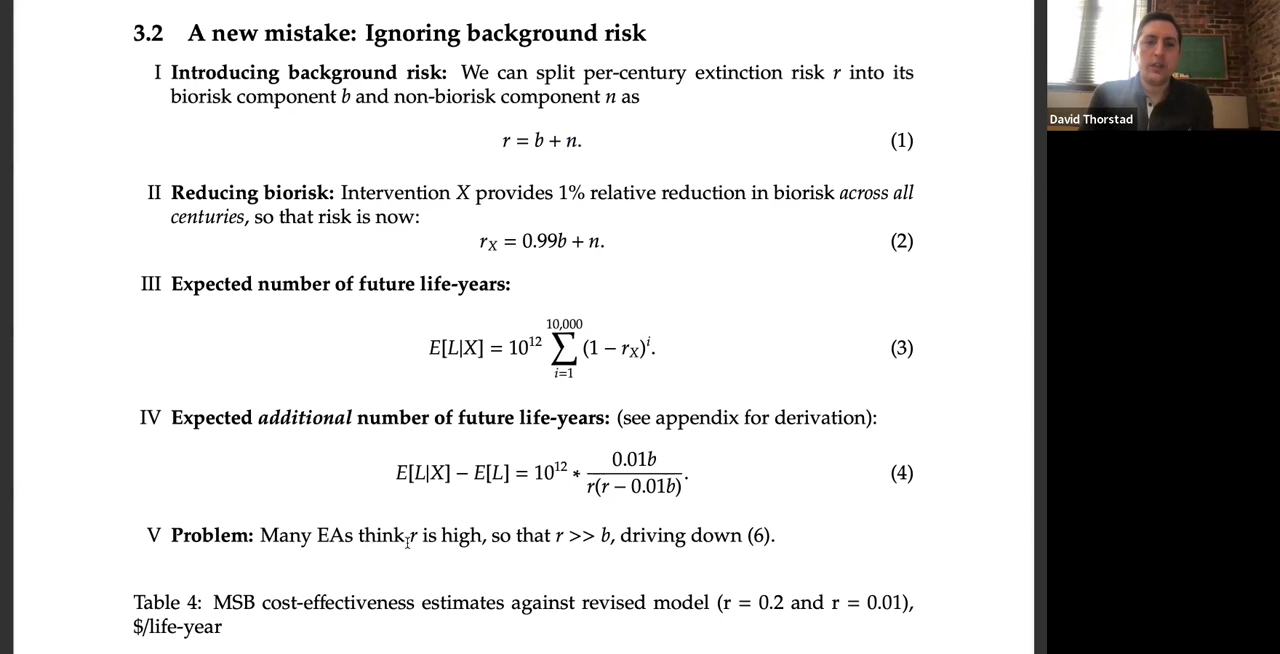 3.2 A new mistake: Ignoring background risk
I Introducing background risk: We can split per-century extinction risk r into its
biorisk component b and non-biorisk component n as
r = b + n. (1)
II Reducing biorisk: Intervention X provides 1% relative reduction in biorisk across all
centuries, so that risk is now:
r_X = 0.99b + n. (2)
III Expected number of future life-years:
E[L|X] = 10^12 ∑_{i=1}^{10,000} (1 − r_X)^i. (3)
IV Expected additional number of future life-years: (see appendix for derivation):
E[L|X] − E[L] = 10^12 * 0.01b / r(r − 0.01b). (4)
V Problem: Many EAs think r is high, so that r >> b, driving down (6).
Table 4: MSB cost-effectiveness estimates against revised model (r = 0.2 and r = 0.01),
$/life-year
David Thorstad